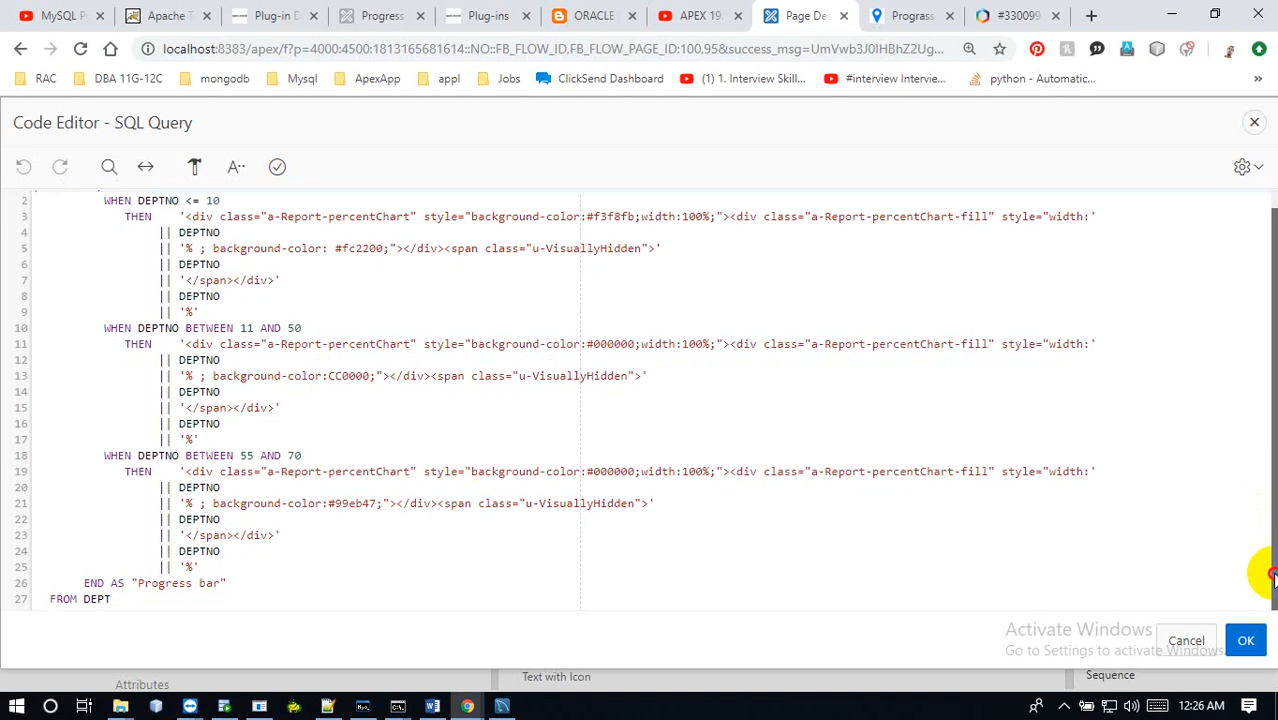 MySQL P
Apache T
Plug-in D
Progress
Plug-ins
ORACLE
APEX 19.
Page Des
Prograss
#330099
localhost:8383/apex/f?p=4000:4500:1813165681614::NO:FB_FLOW_ID,FB_FLOW_PAGE_ID:100,95&success_msg=UmVwb3J0IHBhZ2Ug...
RAC
DBA 11G-12C
mongodb
Mysql
ApexApp
appl
Jobs
ClickSend Dashboard
(1) 1. Interview Skill...
#interview Intervie...
python - Automatic...
»
Code Editor - SQL Query
2 WHEN DEPTNO <= 10
3 THEN '<div class="a-Report-percentChart" style="background-color:#f3f8fb;width:100%;"><div class="a-Report-percentChart-fill" style="width:'
4 || DEPTNO
5 || '% ; background-color: #fc2200;"></div><span class="u-VisuallyHidden">'
6 || DEPTNO
7 || '</span></div>'
8 || DEPTNO
9 || '%'
10 WHEN DEPTNO BETWEEN 11 AND 50
11 THEN '<div class="a-Report-percentChart" style="background-color:#000000;width:100%;"><div class="a-Report-percentChart-fill" style="width:'
12 || DEPTNO
13 || '% ; background-color:CC0000;"></div><span class="u-VisuallyHidden">'
14 || DEPTNO
15 || '</span></div>'
16 || DEPTNO
17 || '%'
18 WHEN DEPTNO BETWEEN 55 AND 70
19 THEN '<div class="a-Report-percentChart" style="background-color:#000000;width:100%;"><div class="a-Report-percentChart-fill" style="width:'
20 || DEPTNO
21 || '% ; background-color:#99eb47;"></div><span class="u-VisuallyHidden">'
22 || DEPTNO
23 || '</span></div>'
24 || DEPTNO
25 || '%'
26 END AS "Progress bar"
27 FROM DEPT
Activate Windows
Go to Settings to activate Windows.
Cancel
OK
Attributes
Text with Icon
Sequence
12:26 AM